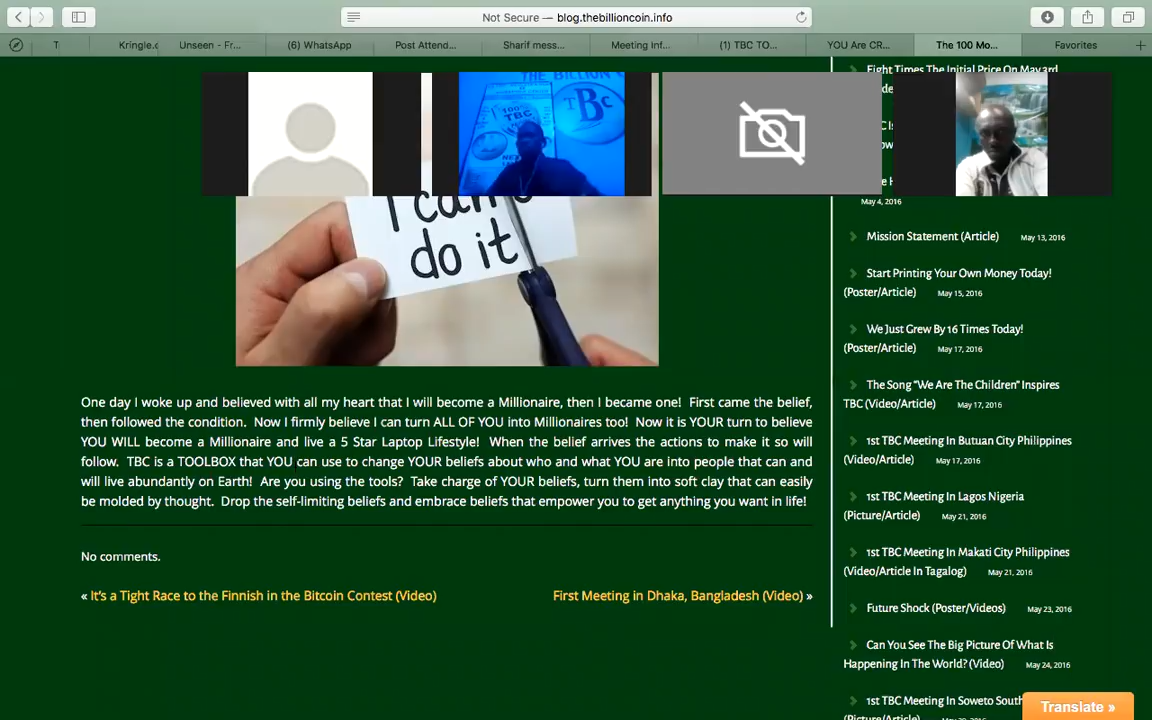 Not Secure — blog.thebillioncoin.info
Kringle.c
Unseen - Fr...
(6) WhatsApp
Post Attend...
Sharif mess...
Meeting Inf...
(1) TBC TO...
YOU Are CR...
The 100 Mo...
Favorites
Eight Times The Initial Price On May 3rd
THE BILLION
100
TBC
TBC
I can
do it
May 4, 2016
Mission Statement (Article) May 13, 2016
Start Printing Your Own Money Today!
(Poster/Article) May 15, 2016
We Just Grew By 16 Times Today!
(Poster/Article) May 17, 2016
The Song "We Are The Children" Inspires
TBC (Video/Article) May 17, 2016
1st TBC Meeting In Butuan City Philippines
(Video/Article) May 17, 2016
1st TBC Meeting In Lagos Nigeria
(Picture/Article) May 21, 2016
1st TBC Meeting In Makati City Philippines
(Video/Article In Tagalog) May 21, 2016
Future Shock (Poster/Videos) May 23, 2016
Can You See The Big Picture Of What Is
Happening In The World? (Video) May 24, 2016
1st TBC Meeting In Soweto South
One day I woke up and believed with all my heart that I will become a Millionaire, then I became one! First came the belief,
then followed the condition. Now I firmly believe I can turn ALL OF YOU into Millionaires too! Now it is YOUR turn to believe
YOU WILL become a Millionaire and live a 5 Star Laptop Lifestyle! When the belief arrives the actions to make it so will
follow. TBC is a TOOLBOX that YOU can use to change YOUR beliefs about who and what YOU are into people that can and
will live abundantly on Earth! Are you using the tools? Take charge of YOUR beliefs, turn them into soft clay that can easily
be molded by thought. Drop the self-limiting beliefs and embrace beliefs that empower you to get anything you want in life!
No comments.
« It's a Tight Race to the Finnish in the Bitcoin Contest (Video)
First Meeting in Dhaka, Bangladesh (Video) »
Translate »